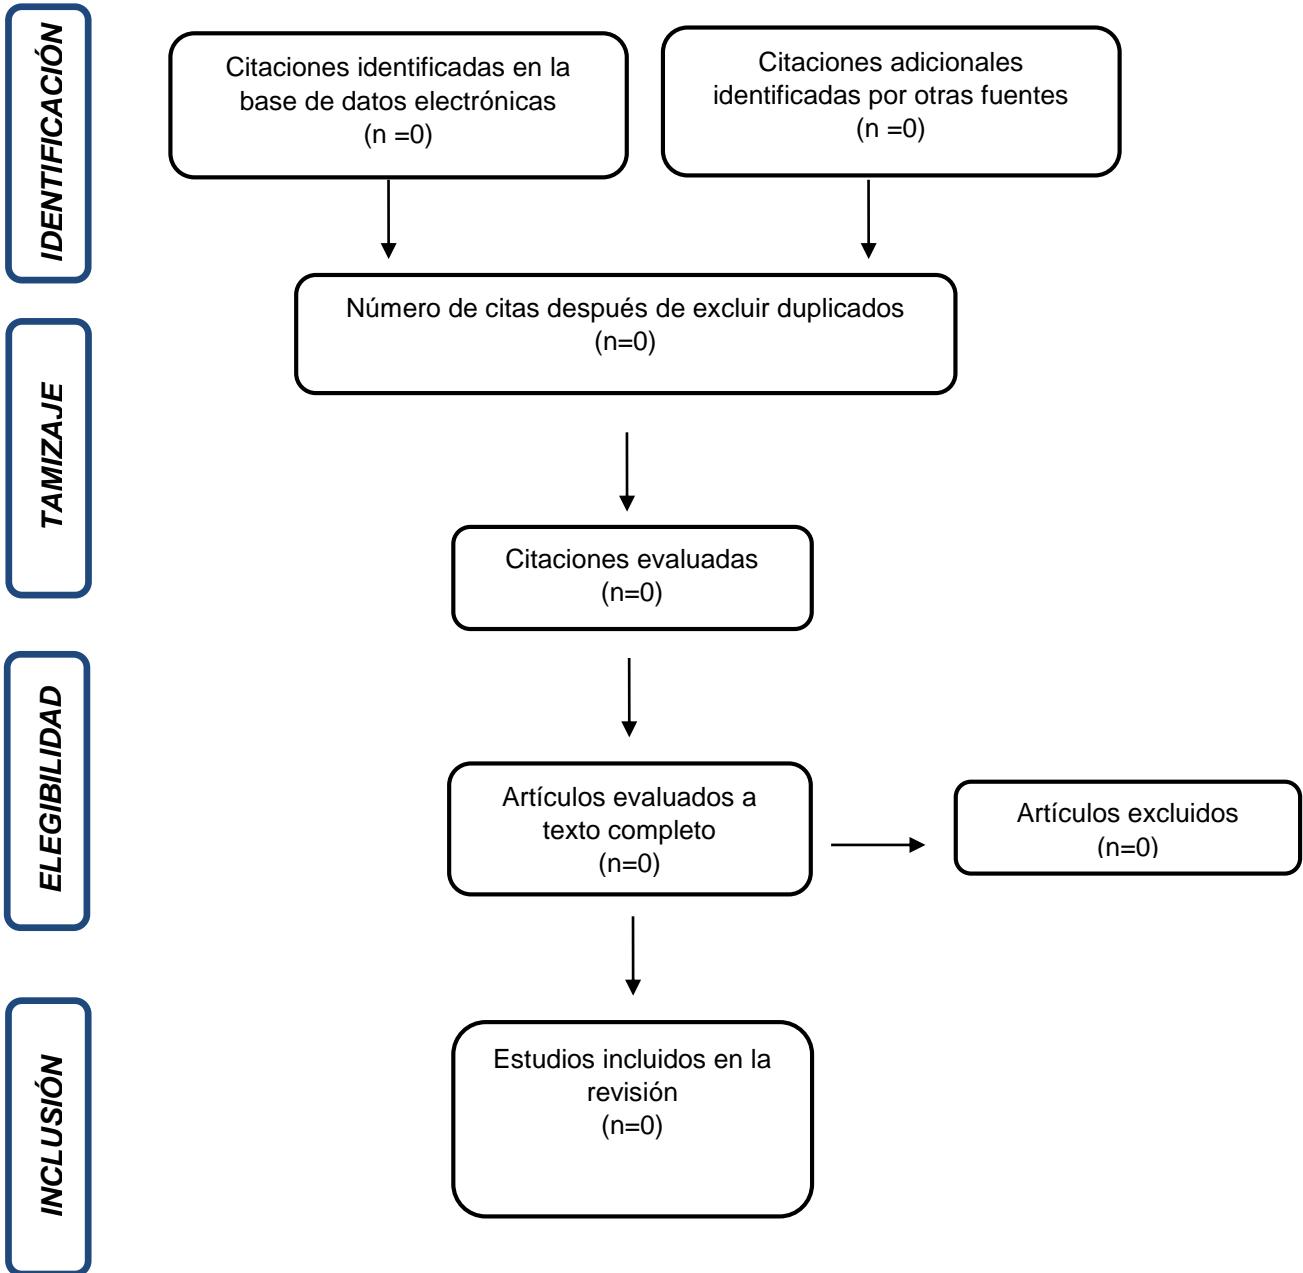 IDENTIFICACIÓN
Citaciones identificadas en la
base de datos electrónicas
(n =0)
Citaciones adicionales
identificadas por otras fuentes
(n =0)
Número de citas después de excluir duplicados
(n=0)
TAMIZAJE
Citaciones evaluadas
(n=0)
ELEGIBILIDAD
Artículos evaluados a
texto completo
(n=0)
Artículos excluidos
(n=0)
INCLUSIÓN
Estudios incluidos en la
revisión
(n=0)